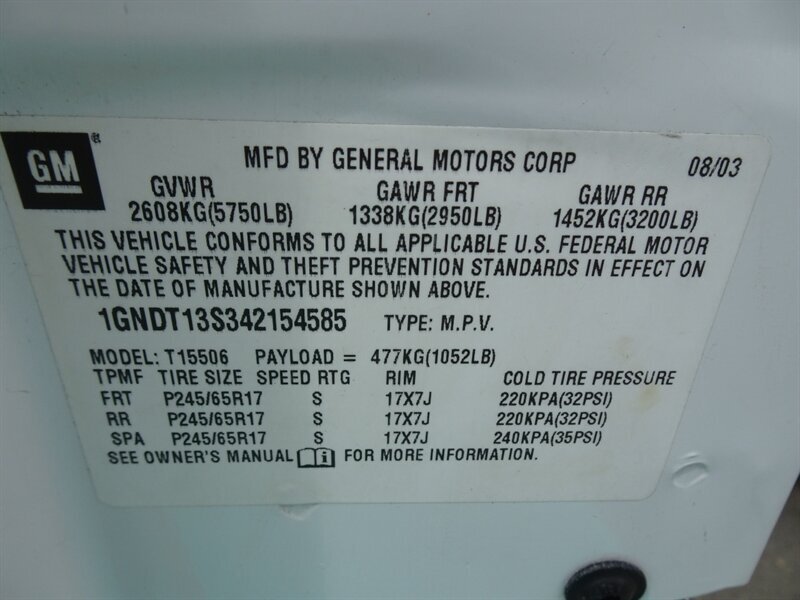 GM
MFD BY GENERAL MOTORS CORP 08/03
GVWR GAWR FRT GAWR RR
2608KG(5750LB) 1338KG(2950LB) 1452KG(3200LB)
THIS VEHICLE CONFORMS TO ALL APPLICABLE U.S. FEDERAL MOTOR
VEHICLE SAFETY AND THEFT PREVENTION STANDARDS IN EFFECT ON
THE DATE OF MANUFACTURE SHOWN ABOVE.
1GNDT13S342154585 TYPE: M.P.V.
MODEL: T15506 PAYLOAD = 477KG(1052LB)
TPMF TIRE SIZE SPEED RTG RIM COLD TIRE PRESSURE
FRT P245/65R17 S 17X7J 220KPA(32PSI)
RR P245/65R17 S 17X7J 220KPA(32PSI)
SPA P245/65R17 S 17X7J 240KPA(35PSI)
SEE OWNER'S MANUAL i FOR MORE INFORMATION.